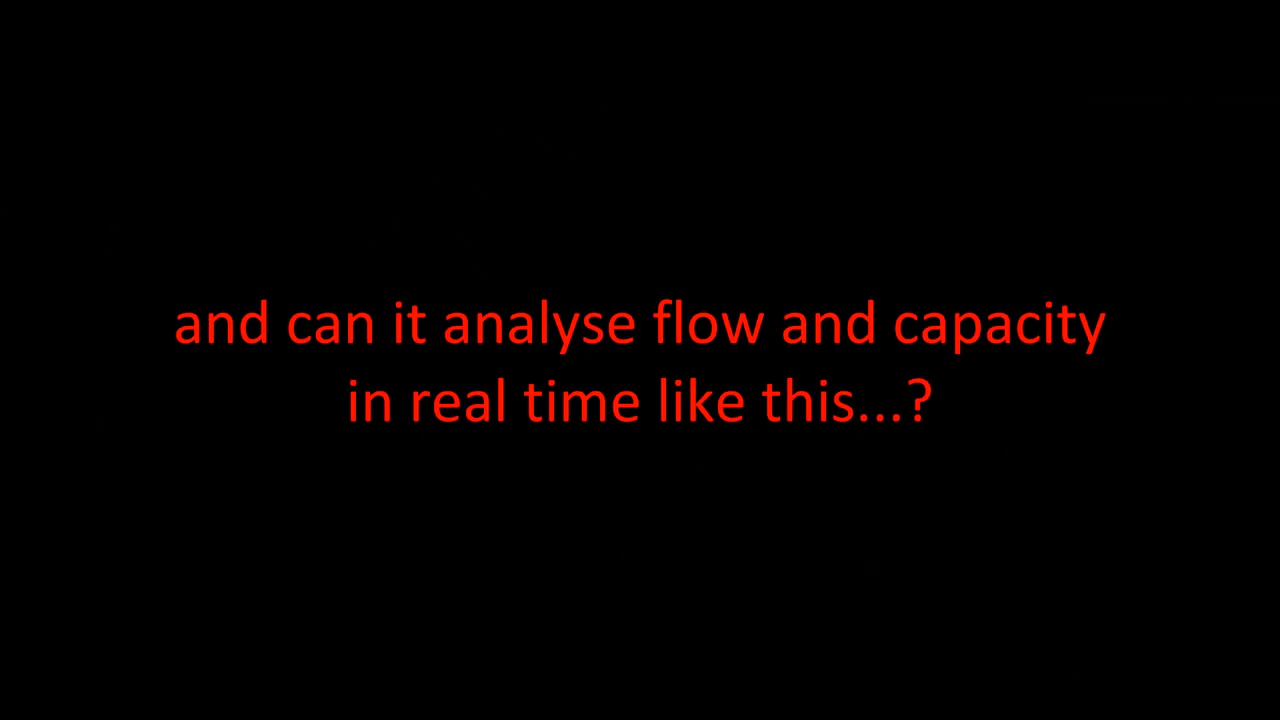 and can it analyse flow and capacity
in real time like this...?